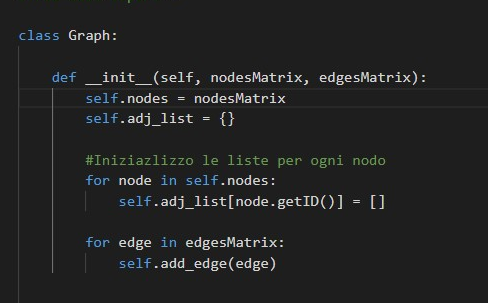 class Graph:
def __init__(self, nodesMatrix, edgesMatrix):
self.nodes = nodesMatrix
self.adj_list = {}
#Iniziazlizzo le liste per ogni nodo
for node in self.nodes:
self.adj_list[node.getID()] = []
for edge in edgesMatrix:
self.add_edge(edge)